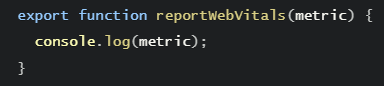 export function reportWebVitals(metric) {
  console.log(metric);
}